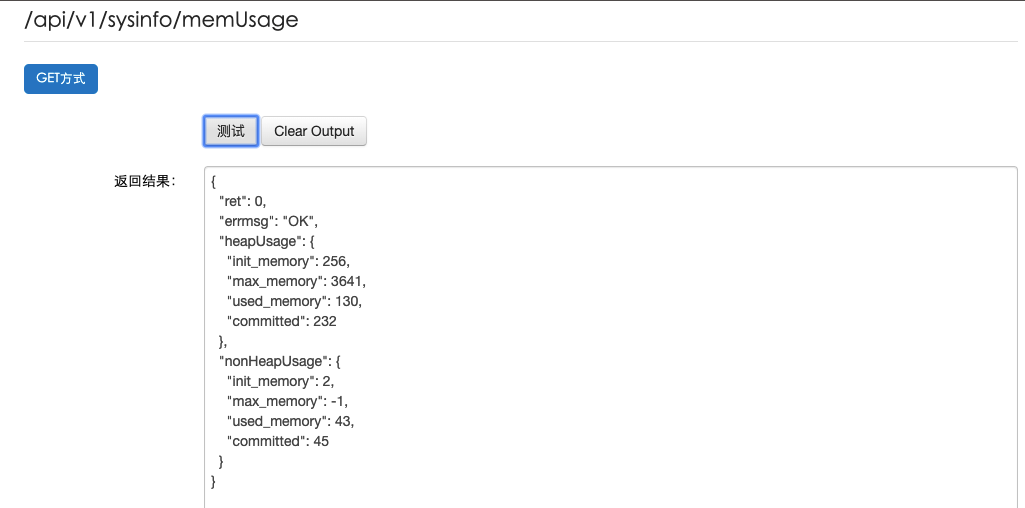 /api/v1/sysinfo/memUsage
GET方式
测试 Clear Output
返回结果：
{
"ret": 0,
"errmsg": "OK",
"heapUsage": {
"init_memory": 256,
"max_memory": 3641,
"used_memory": 130,
"committed": 232
},
"nonHeapUsage": {
"init_memory": 2,
"max_memory": -1,
"used_memory": 43,
"committed": 45
}
}